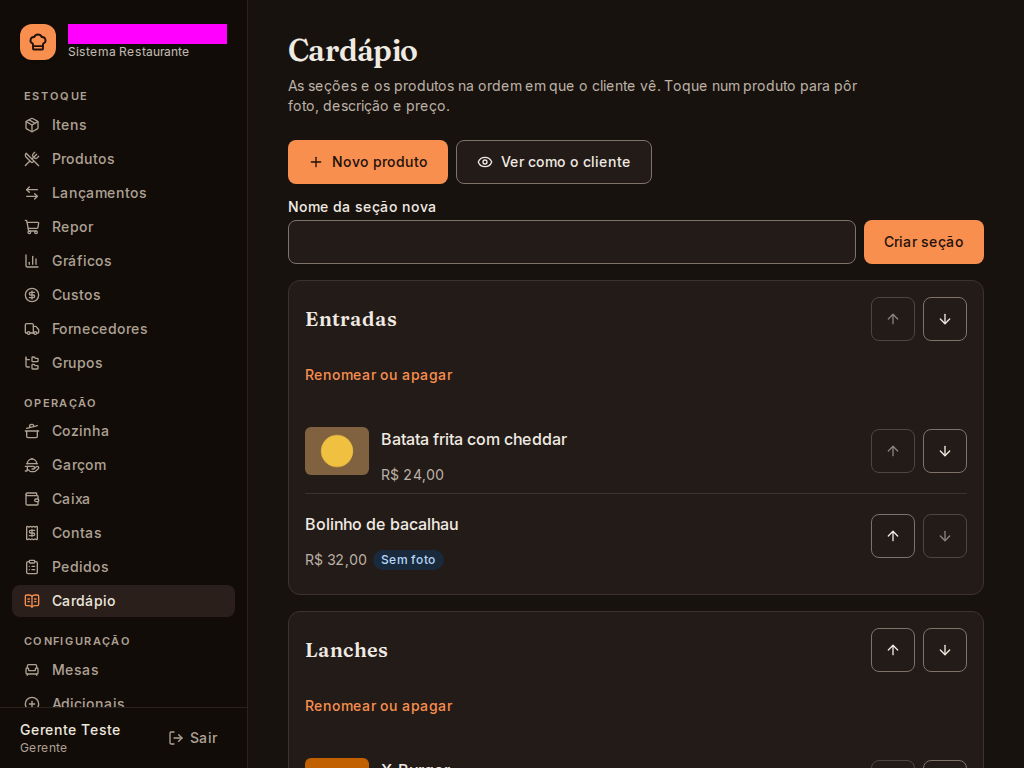 Sistema Restaurante
ESTOQUE
Itens
Produtos
Lançamentos
Repor
Gráficos
Custos
Fornecedores
Grupos
OPERAÇÃO
Cozinha
Garçom
Caixa
Contas
Pedidos
Cardápio
CONFIGURAÇÃO
Mesas
Adicionais
Gerente Teste
Gerente
Sair
Cardápio
As seções e os produtos na ordem em que o cliente vê. Toque num produto para pôr
foto, descrição e preço.
Novo produto
Ver como o cliente
Nome da seção nova
Criar seção
Entradas
Renomear ou apagar
Batata frita com cheddar
R$ 24,00
Bolinho de bacalhau
R$ 32,00 Sem foto
Lanches
Renomear ou apagar
X-Burger